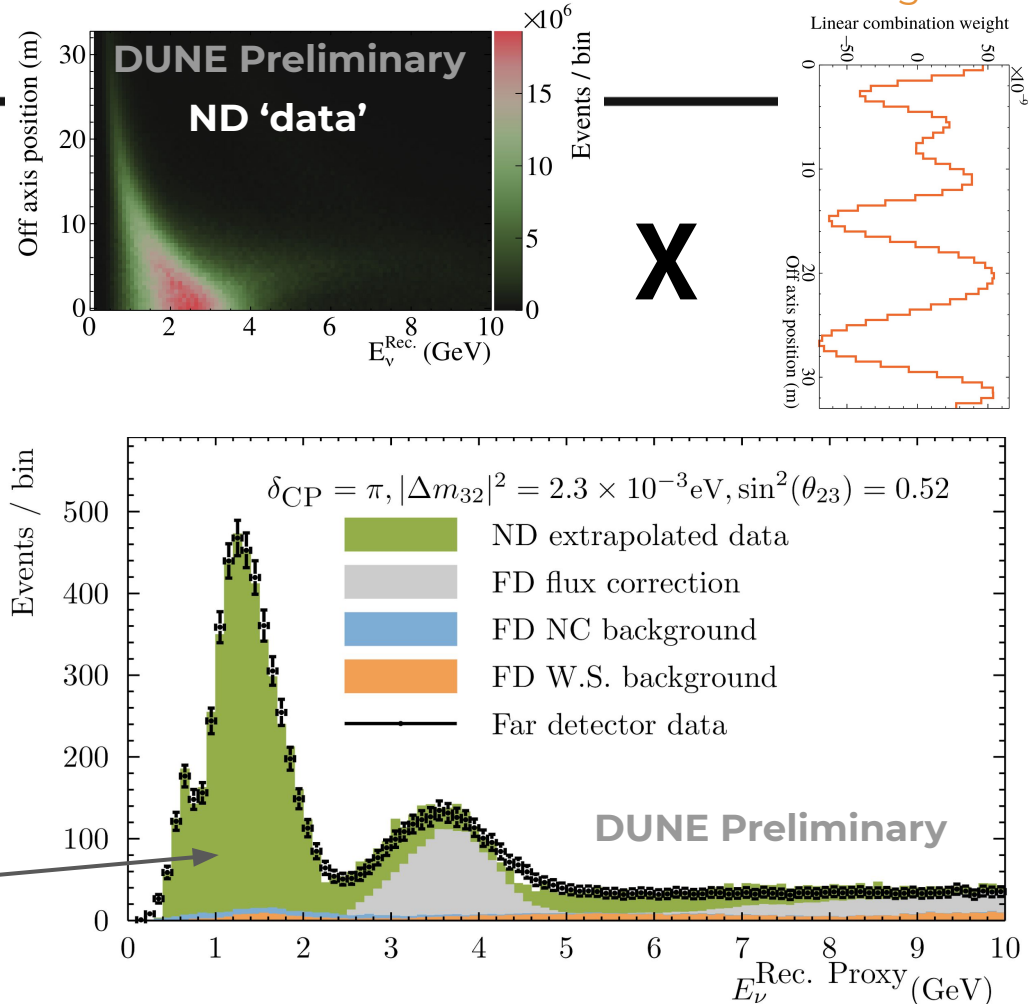 ×10⁶
DUNE Preliminary
ND ‘data’
Off axis position (m)
30
20
10
0
0 2 4 6 8 10
E_ν^Rec. (GeV)
15
10
5
0
Events / bin
X
Linear combination weight
−50 0 50
×10⁻⁹
0
10
20
30
Off axis position (m)
Events / bin
500
400
300
200
100
0
δ_CP = π, |Δm₃₂|² = 2.3 × 10⁻³eV, sin²(θ₂₃) = 0.52
ND extrapolated data
FD flux correction
FD NC background
FD W.S. background
Far detector data
DUNE Preliminary
0 1 2 3 4 5 6 7 8 9 10
E_ν^Rec. Proxy (GeV)